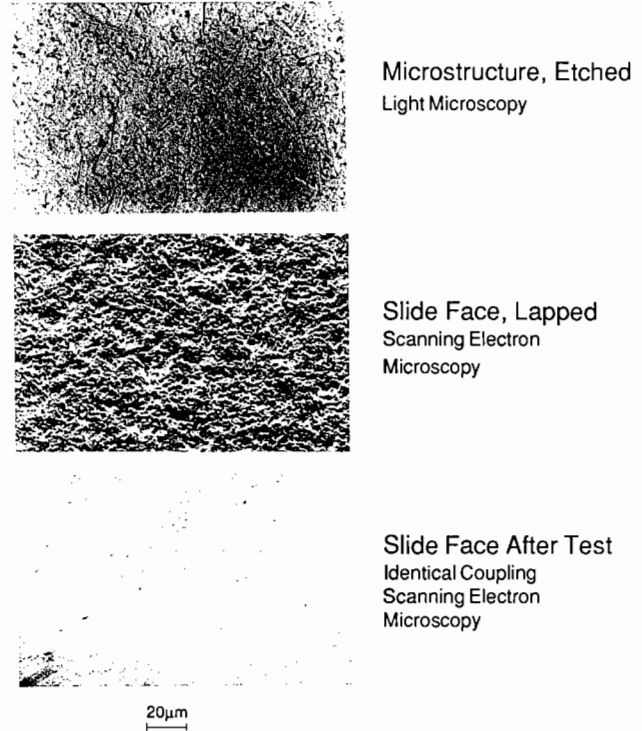 Microstructure, Etched
Light Microscopy
Slide Face, Lapped
Scanning Electron
Microscopy
Slide Face After Test
Identical Coupling
Scanning Electron
Microscopy
20μm